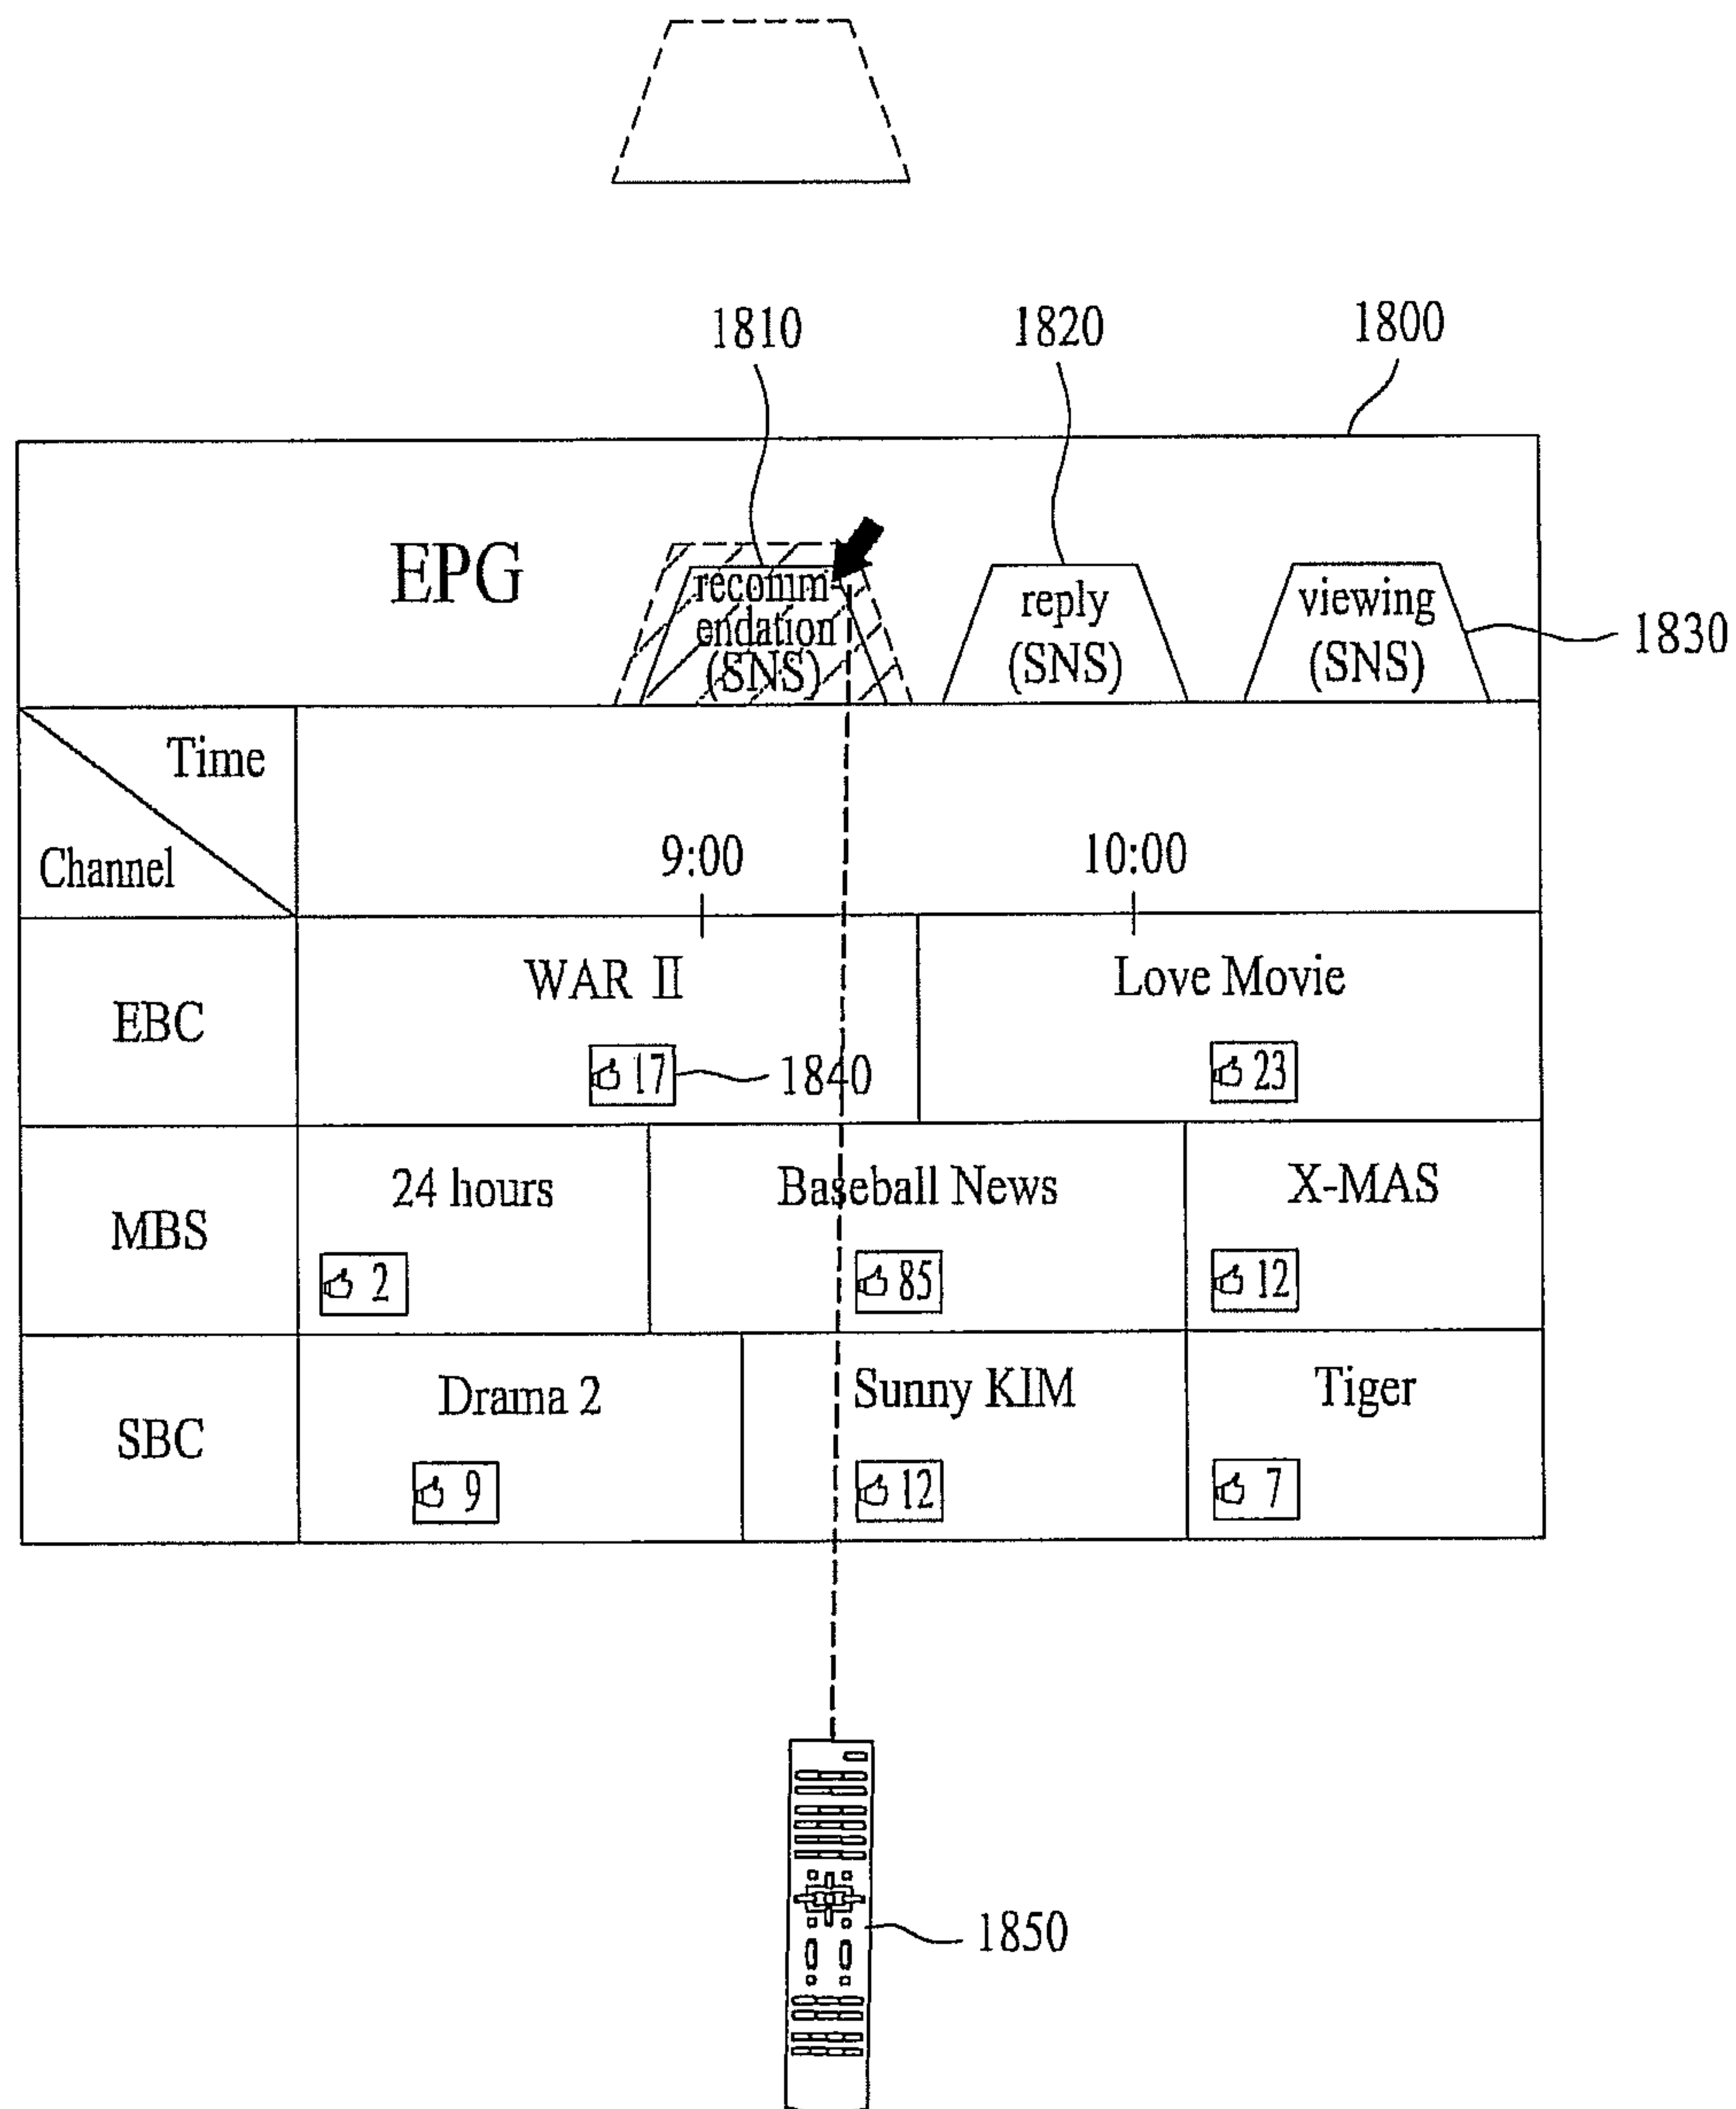 1810
1820
1800
EPG
recomm-
endation
(SNS)
reply
(SNS)
viewing
(SNS)
1830
Time
Channel
9:00
10:00
EBC
WAR II
17
1840
Love Movie
23
MBS
24 hours
2
Baseball News
85
X-MAS
12
SBC
Drama 2
9
Sunny KIM
12
Tiger
7
1850